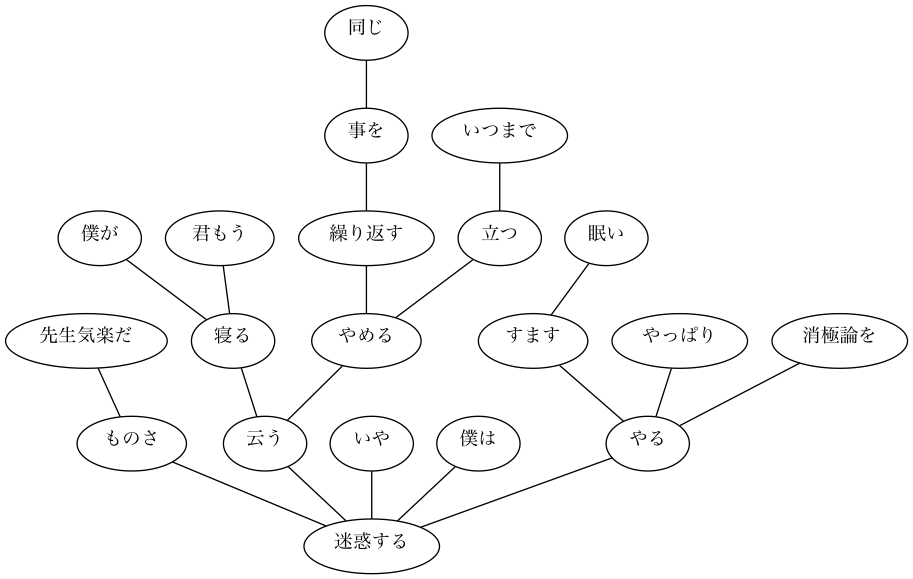 同じ
事を
いつまで
僕が
君もう
繰り返す
立つ
眠い
先生気楽だ
寝る
やめる
すます
やっぱり
消極論を
ものさ
云う
いや
僕は
やる
迷惑する